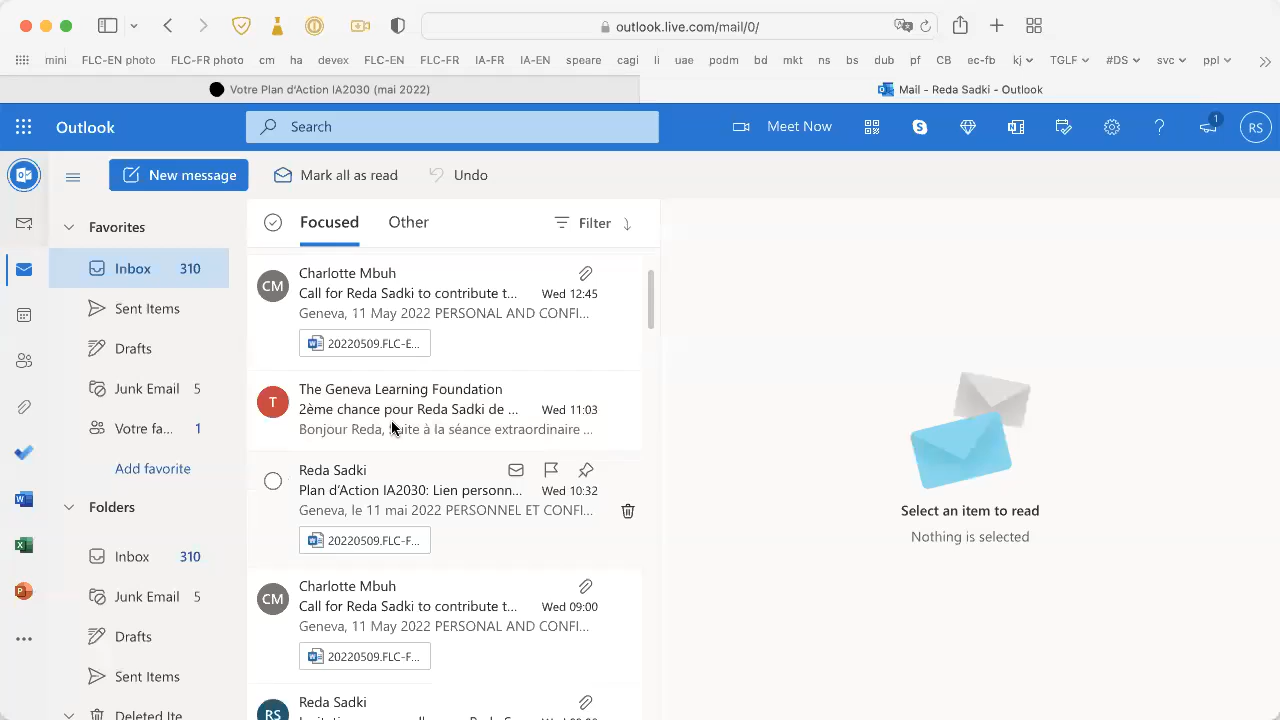 outlook.live.com/mail/0/
mini FLC-EN photo FLC-FR photo cm ha devex FLC-EN FLC-FR IA-FR IA-EN speare cagi li uae podm bd mkt ns bs dub pf CB ec-fb kj TGLF #DS svc ppl
Votre Plan d'Action IA2030 (mai 2022)
Mail - Reda Sadki - Outlook
Outlook
Search
Meet Now
1
RS
New message
Mark all as read
Undo
Favorites
Inbox 310
Sent Items
Drafts
Junk Email 5
Votre fa... 1
Add favorite
Folders
Inbox 310
Junk Email 5
Drafts
Sent Items
Deleted Ite
Focused
Other
Filter
CM
Charlotte Mbuh
Call for Reda Sadki to contribute t... Wed 12:45
Geneva, 11 May 2022 PERSONAL AND CONFI...
20220509.FLC-E...
T
The Geneva Learning Foundation
2ème chance pour Reda Sadki de ... Wed 11:03
Bonjour Reda, Suite à la séance extraordinaire ...
Reda Sadki
Plan d'Action IA2030: Lien personn... Wed 10:32
Geneva, le 11 mai 2022 PERSONNEL ET CONFI...
20220509.FLC-F...
CM
Charlotte Mbuh
Call for Reda Sadki to contribute t... Wed 09:00
Geneva, 11 May 2022 PERSONAL AND CONFI...
20220509.FLC-F...
RS
Reda Sadki
Select an item to read
Nothing is selected